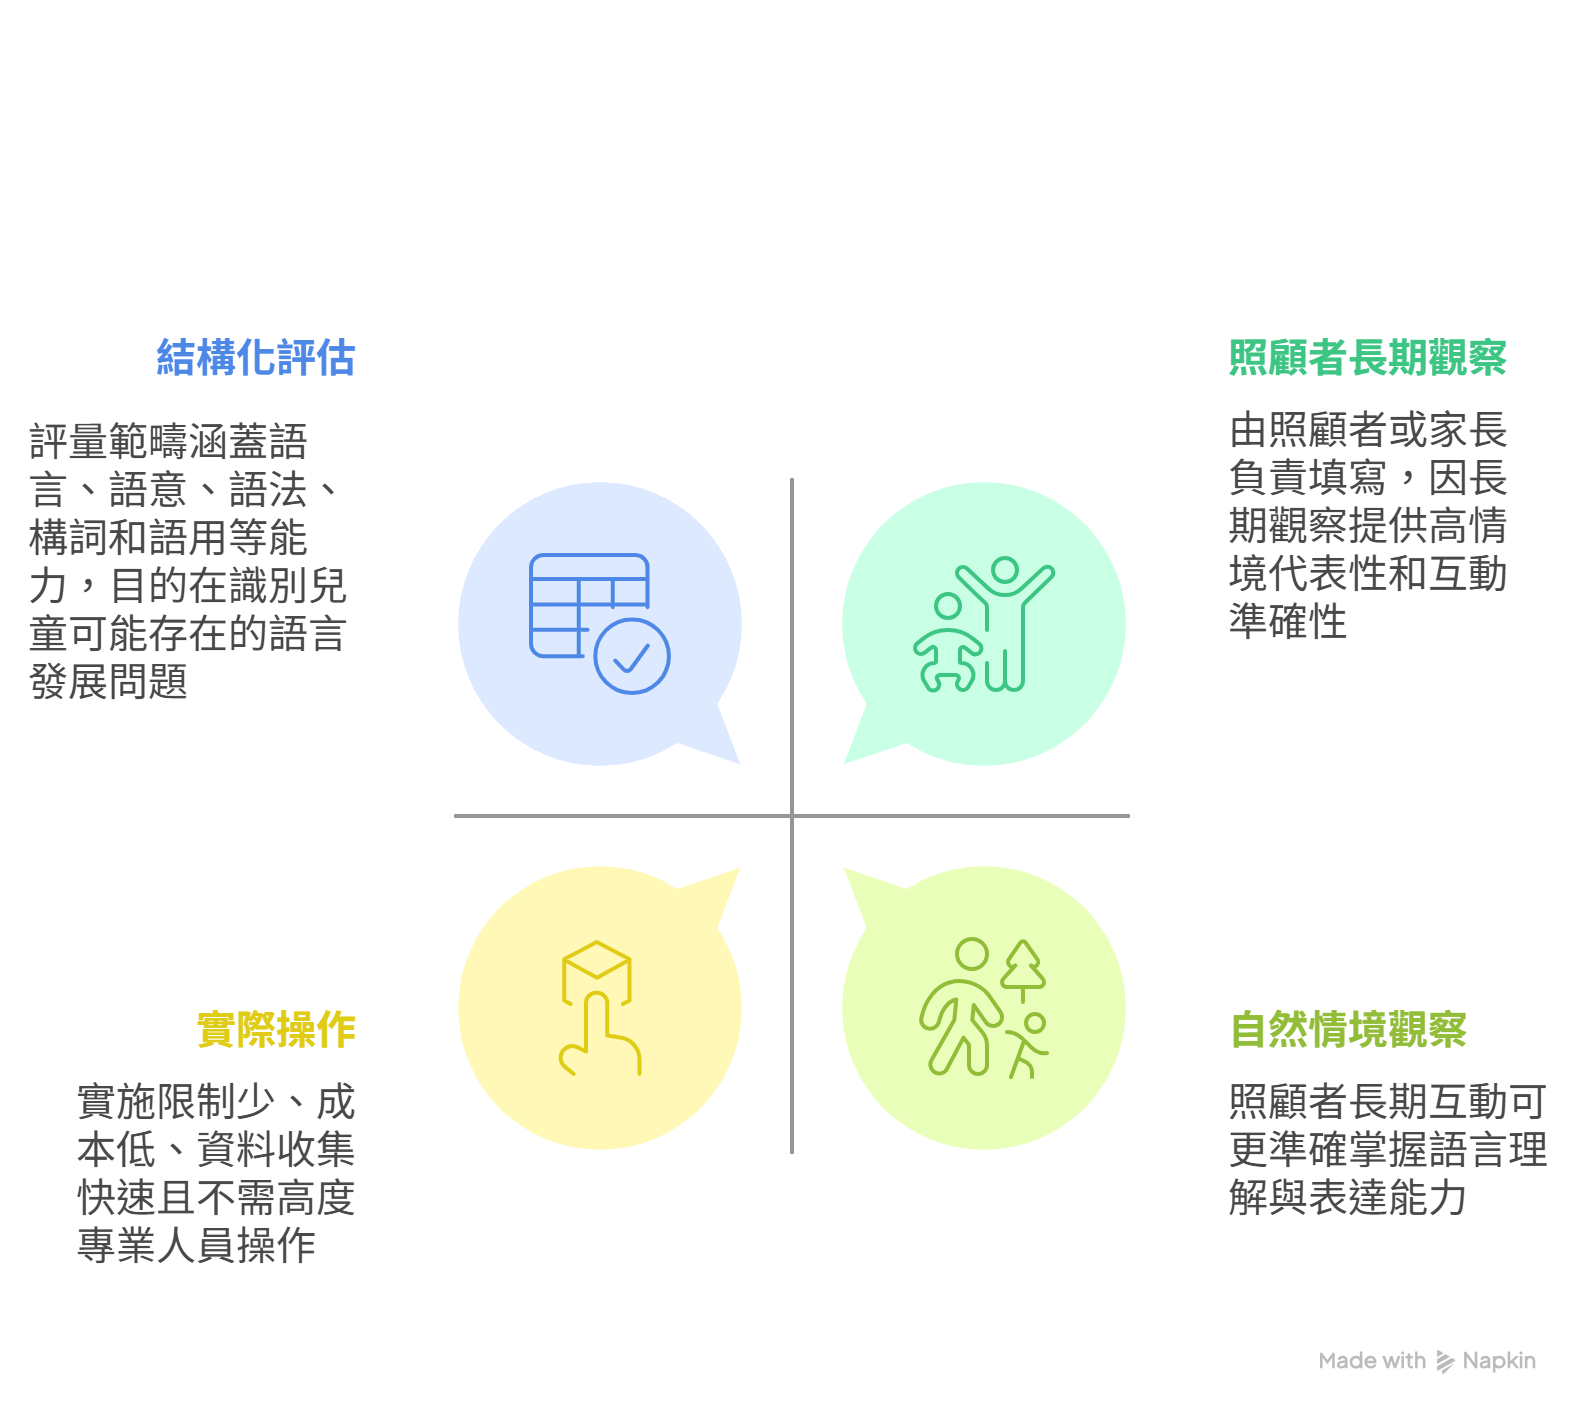 結構化評估
評量範疇涵蓋語
言、語意、語法、
構詞和語用等能
力，目的在識別兒
童可能存在的語言
發展問題
照顧者長期觀察
由照顧者或家長
負責填寫，因長
期觀察提供高情
境代表性和互動
準確性
實際操作
實施限制少、成
本低、資料收集
快速且不需高度
專業人員操作
自然情境觀察
照顧者長期互動可
更準確掌握語言理
解與表達能力
Made with Napkin